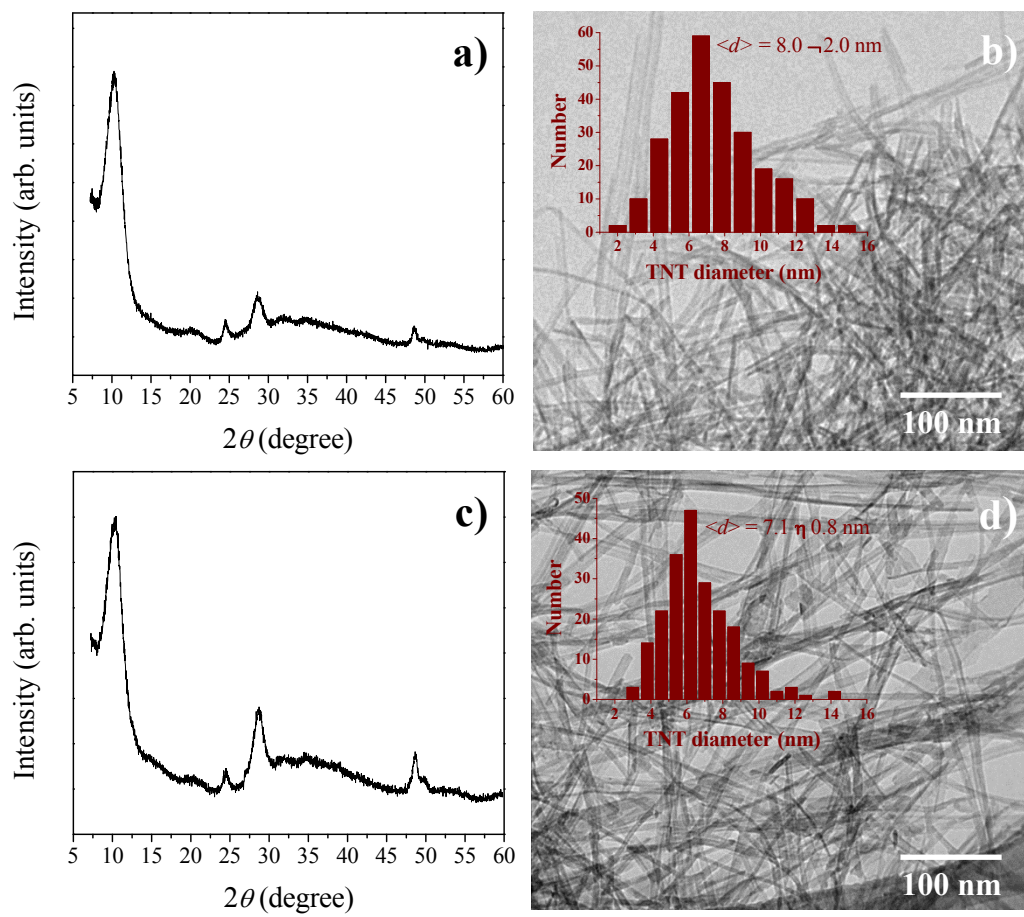 a)
Intensity (arb. units)
5 10 15 20 25 30 35 40 45 50 55 60
2θ (degree)
b)
<d> = 8.0 ¬2.0 nm
Number
60
50
40
30
20
10
0
2 4 6 8 10 12 14 16
TNT diameter (nm)
100 nm
c)
Intensity (arb. units)
5 10 15 20 25 30 35 40 45 50 55 60
2θ (degree)
d)
<d> = 7.1 η 0.8 nm
Number
50
40
30
20
10
0
2 4 6 8 10 12 14 16
TNT diameter (nm)
100 nm